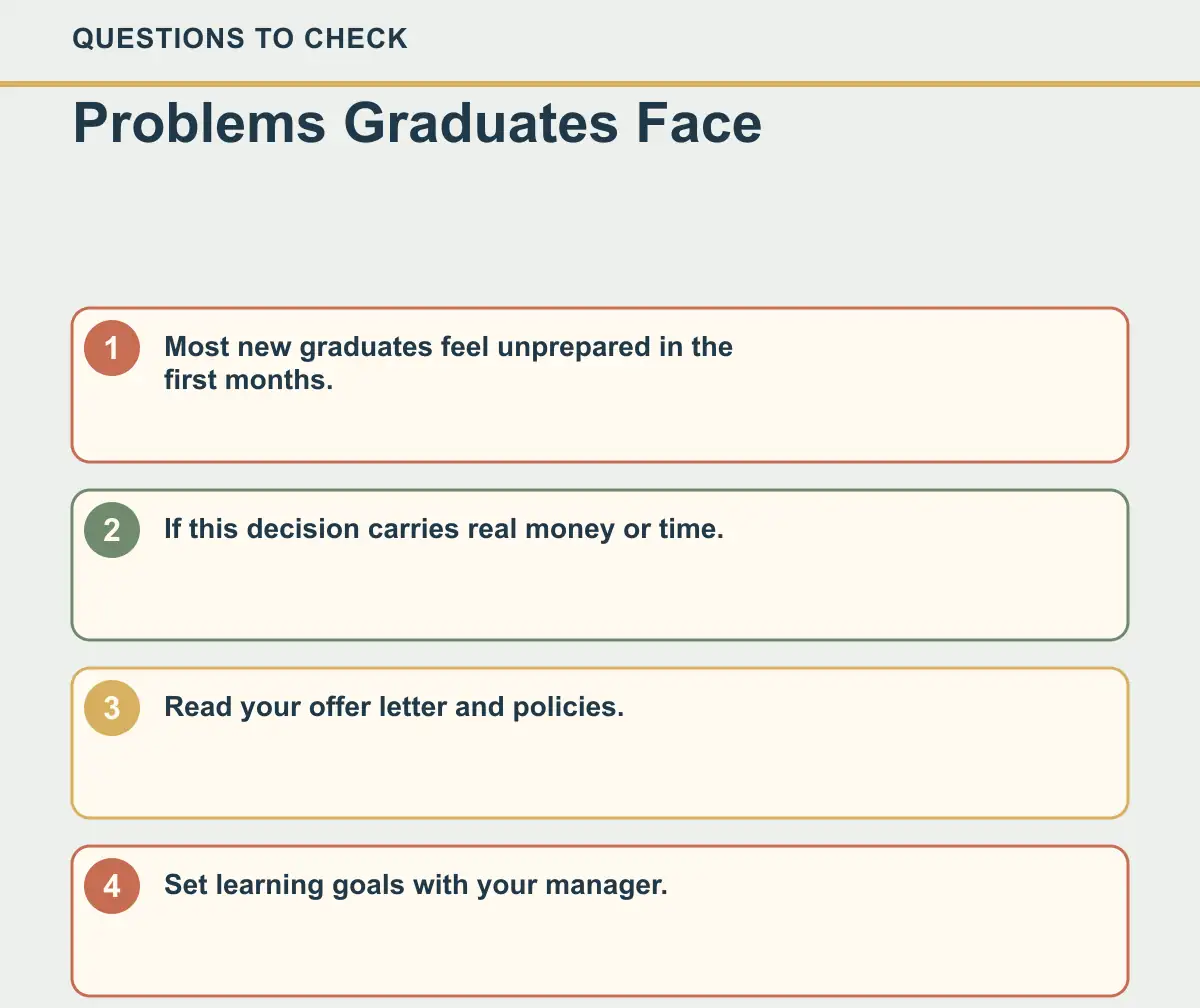 QUESTIONS TO CHECK
Problems Graduates Face
1
Most new graduates feel unprepared in the
first months.
2
If this decision carries real money or time.
3
Read your offer letter and policies.
4
Set learning goals with your manager.